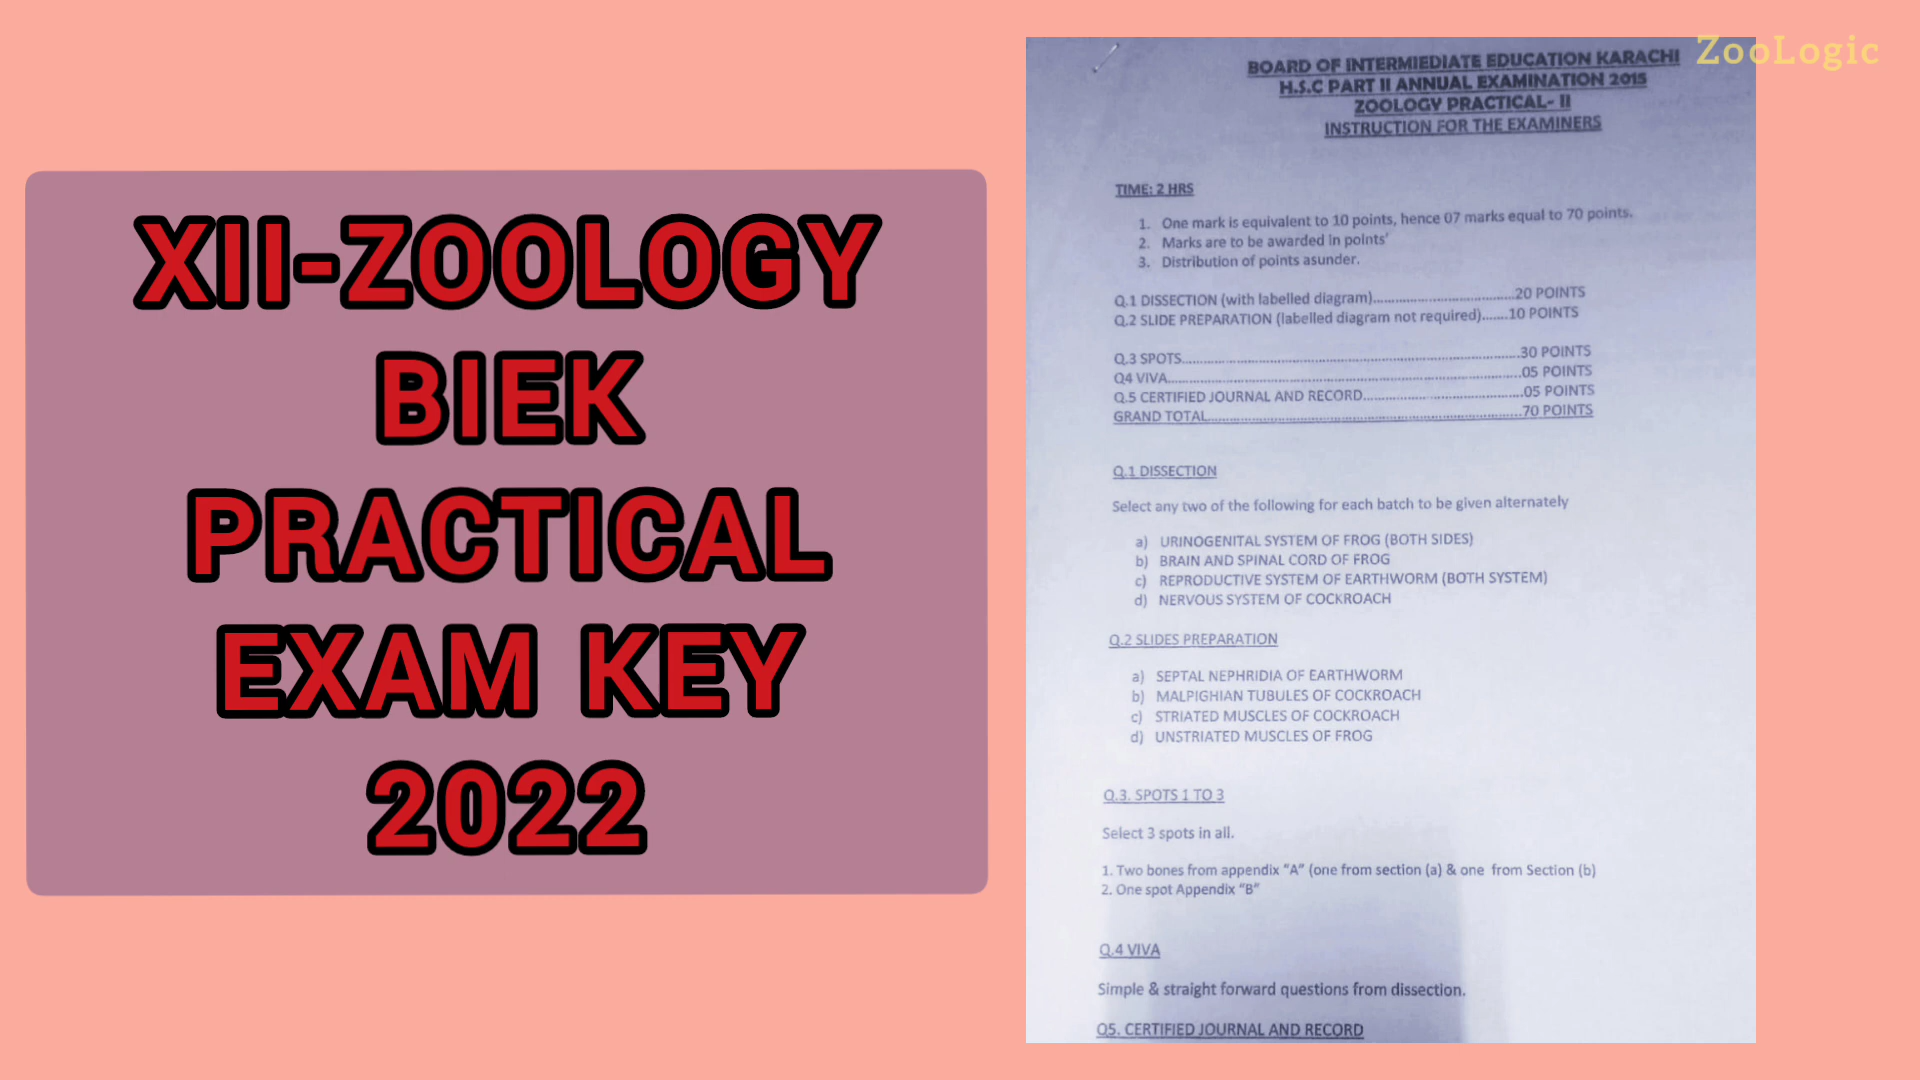 XII-ZOOLOGY
BIEK
PRACTICAL
EXAM KEY
2022
ZooLogic
BOARD OF INTERMIEDIATE EDUCATION KARACHI
H.S.C PART II ANNUAL EXAMINATION 2015
ZOOLOGY PRACTICAL- II
INSTRUCTION FOR THE EXAMINERS
TIME: 2 HRS
1. One mark is equivalent to 10 points, hence 07 marks equal to 70 points.
2. Marks are to be awarded in points'
3. Distribution of points asunder.
Q.1 DISSECTION (with labelled diagram)....................................20 POINTS
Q.2 SLIDE PREPARATION (labelled diagram not required).......10 POINTS
Q.3 SPOTS.....................................................................................30 POINTS
Q4 VIVA.........................................................................................05 POINTS
Q.5 CERTIFIED JOURNAL AND RECORD........................................05 POINTS
GRAND TOTAL...............................................................................70 POINTS
Q.1 DISSECTION
Select any two of the following for each batch to be given alternately
a) URINOGENITAL SYSTEM OF FROG (BOTH SIDES)
b) BRAIN AND SPINAL CORD OF FROG
c) REPRODUCTIVE SYSTEM OF EARTHWORM (BOTH SYSTEM)
d) NERVOUS SYSTEM OF COCKROACH
Q.2 SLIDES PREPARATION
a) SEPTAL NEPHRIDIA OF EARTHWORM
b) MALPIGHIAN TUBULES OF COCKROACH
c) STRIATED MUSCLES OF COCKROACH
d) UNSTRIATED MUSCLES OF FROG
Q.3. SPOTS 1 TO 3
Select 3 spots in all.
1. Two bones from appendix "A" (one from section (a) & one from Section (b)
2. One spot Appendix "B"
Q.4 VIVA
Simple & straight forward questions from dissection.
Q5. CERTIFIED JOURNAL AND RECORD